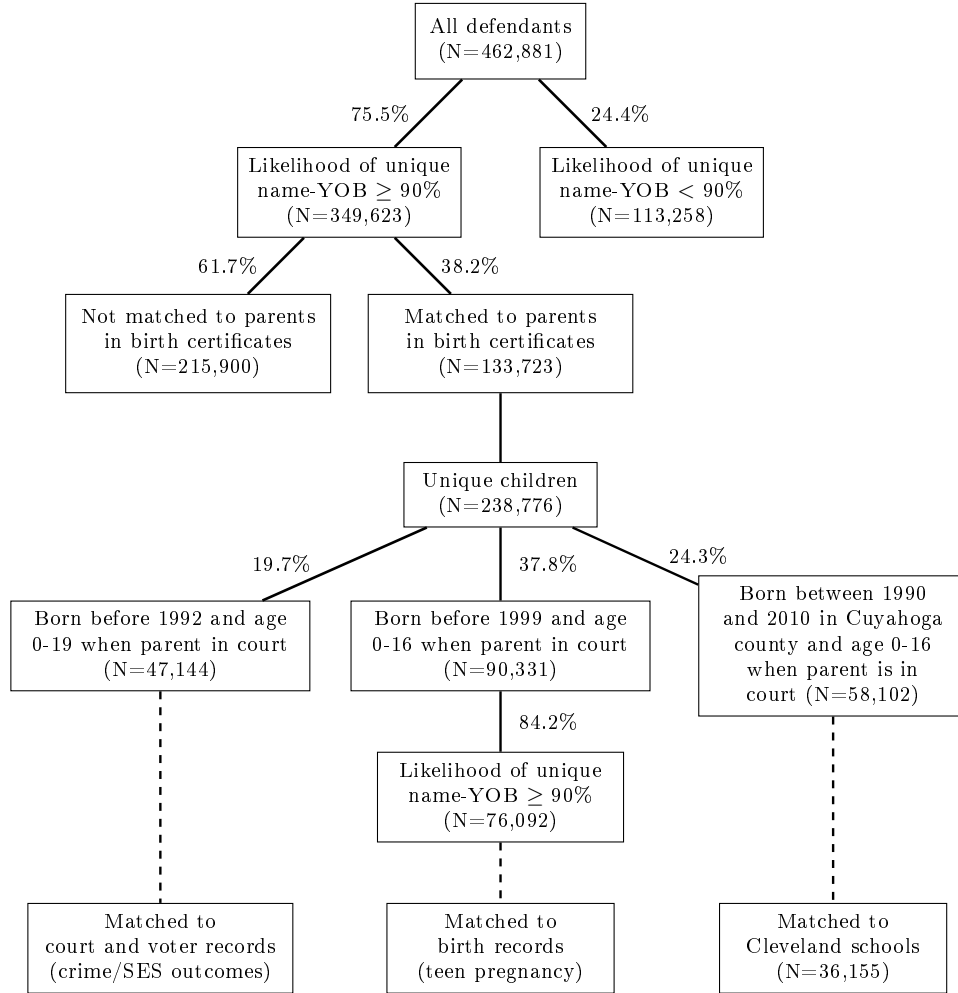 All defendants
(N=462,881)
75.5%
24.4%
Likelihood of unique
name-YOB ≥ 90%
(N=349,623)
Likelihood of unique
name-YOB < 90%
(N=113,258)
61.7%
38.2%
Not matched to parents
in birth certificates
(N=215,900)
Matched to parents
in birth certificates
(N=133,723)
Unique children
(N=238,776)
19.7%
37.8%
24.3%
Born before 1992 and age
0-19 when parent in court
(N=47,144)
Born before 1999 and age
0-16 when parent in court
(N=90,331)
Born between 1990
and 2010 in Cuyahoga
county and age 0-16
when parent is in
court (N=58,102)
84.2%
Likelihood of unique
name-YOB ≥ 90%
(N=76,092)
Matched to
court and voter records
(crime/SES outcomes)
Matched to
birth records
(teen pregnancy)
Matched to
Cleveland schools
(N=36,155)